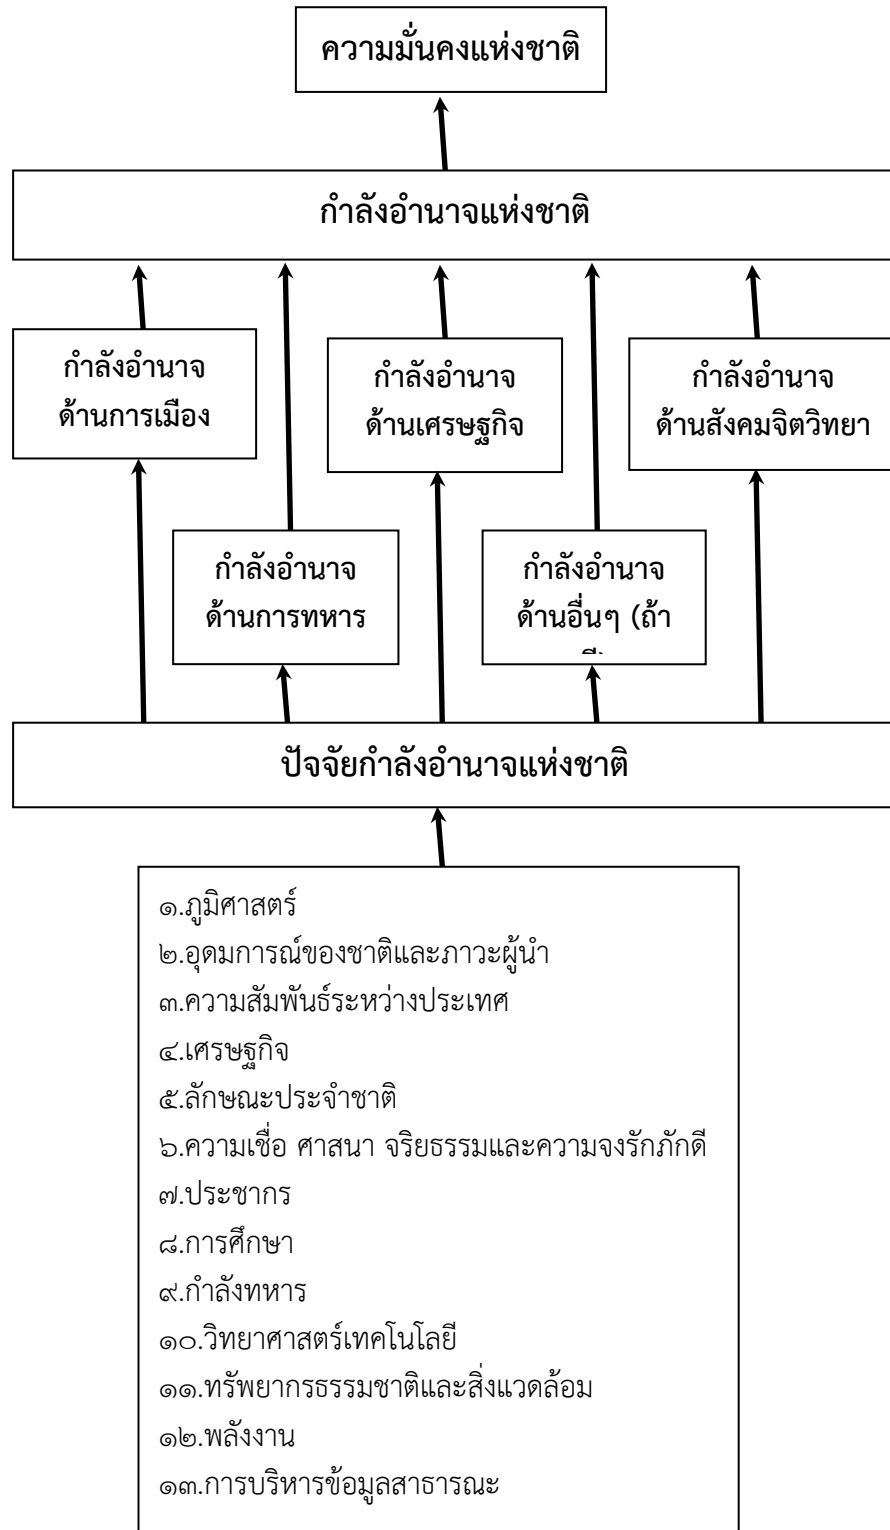 ความมั่นคงแห่งชาติ
กำลังอำนาจแห่งชาติ
กำลังอำนาจ
ด้านการเมือง
กำลังอำนาจ
ด้านเศรษฐกิจ
กำลังอำนาจ
ด้านสังคมจิตวิทยา
กำลังอำนาจ
ด้านการทหาร
กำลังอำนาจ
ด้านอื่นๆ (ถ้า
ปัจจัยกำลังอำนาจแห่งชาติ
๑.ภูมิศาสตร์
๒.อุดมการณ์ของชาติและภาวะผู้นำ
๓.ความสัมพันธ์ระหว่างประเทศ
๔.เศรษฐกิจ
๕.ลักษณะประจำชาติ
๖.ความเชื่อ ศาสนา จริยธรรมและความจงรักภักดี
๗.ประชากร
๘.การศึกษา
๙.กำลังทหาร
๑๐.วิทยาศาสตร์เทคโนโลยี
๑๑.ทรัพยากรธรรมชาติและสิ่งแวดล้อม
๑๒.พลังงาน
๑๓.การบริหารข้อมูลสาธารณะ